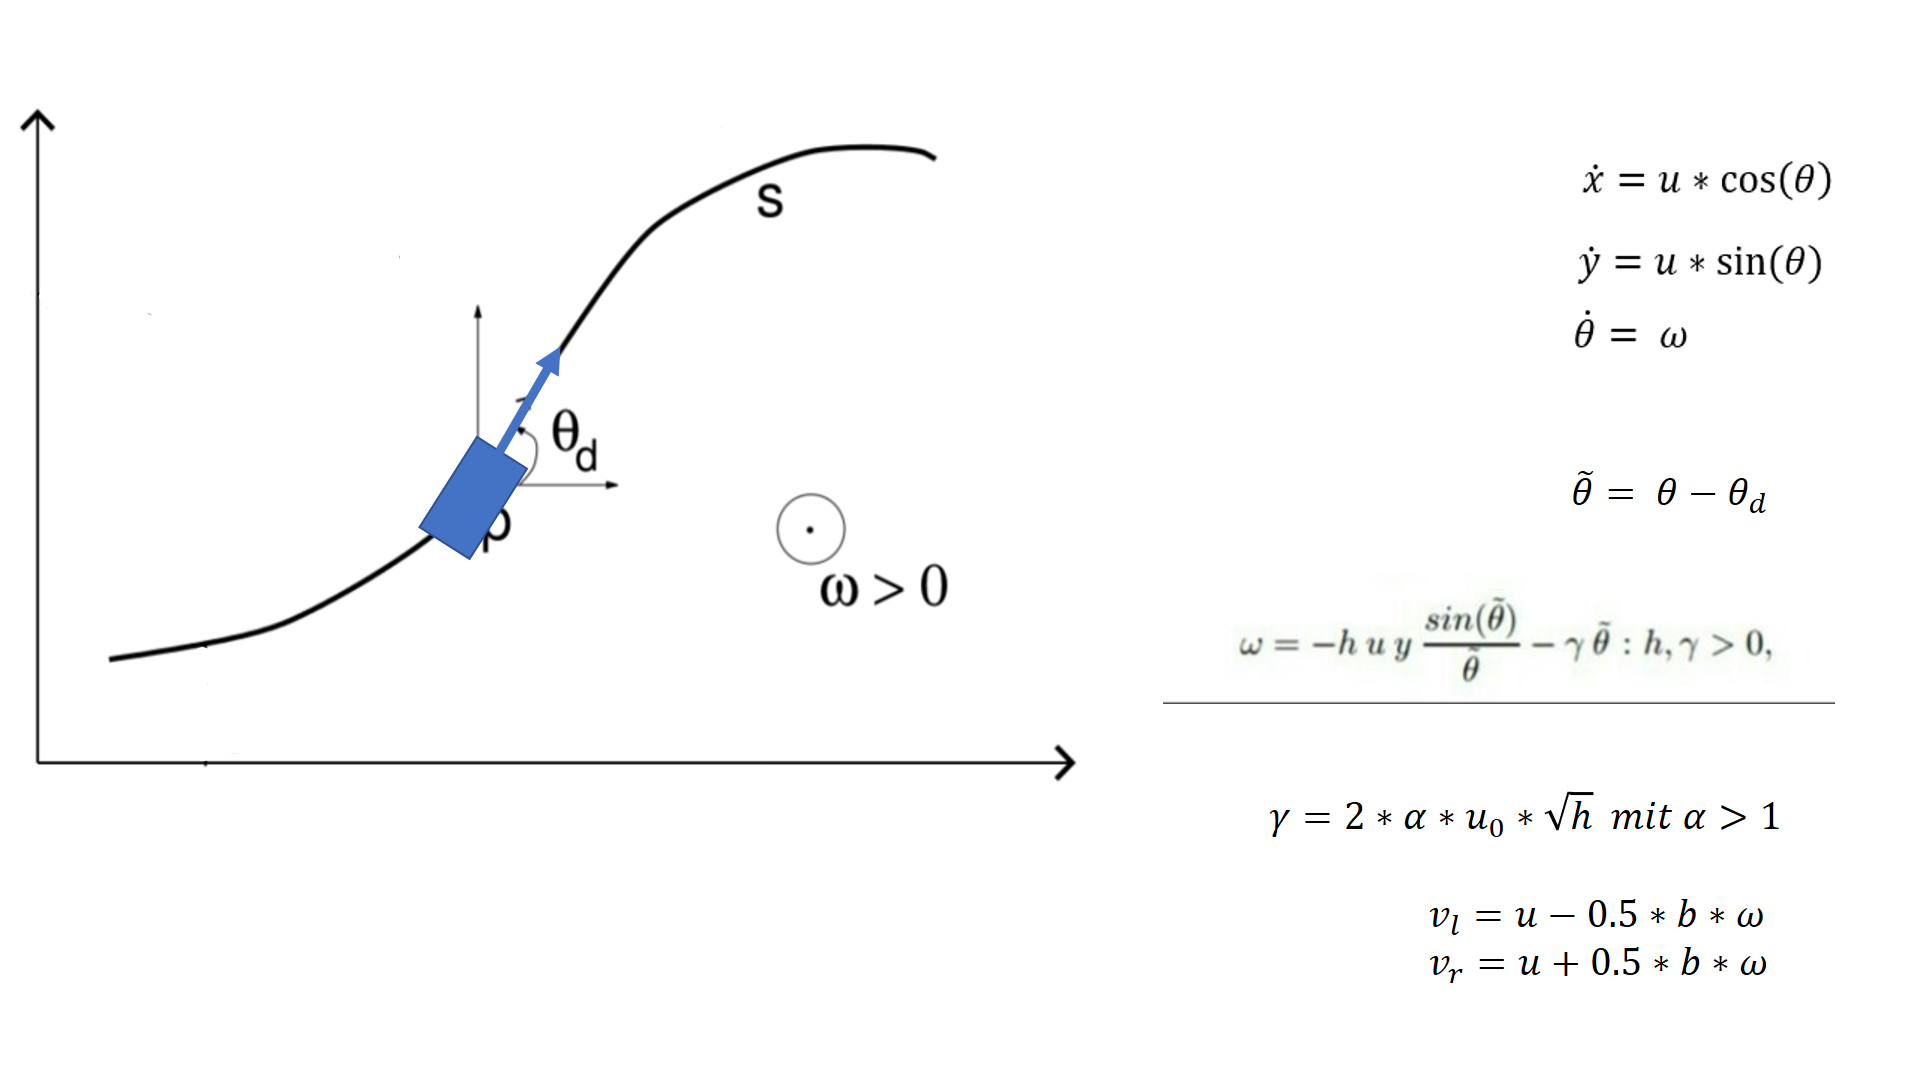 s
θd
ρ
ω > 0
ẋ = u ∗ cos(θ)
ẏ = u ∗ sin(θ)
θ̇ = ω
θ̃ = θ − θd
ω = −h u y sin(θ̃)/θ̃ − γ θ̃ : h, γ > 0,
γ = 2 ∗ α ∗ u₀ ∗ √h mit α > 1
vl = u − 0.5 ∗ b ∗ ω
vr = u + 0.5 ∗ b ∗ ω